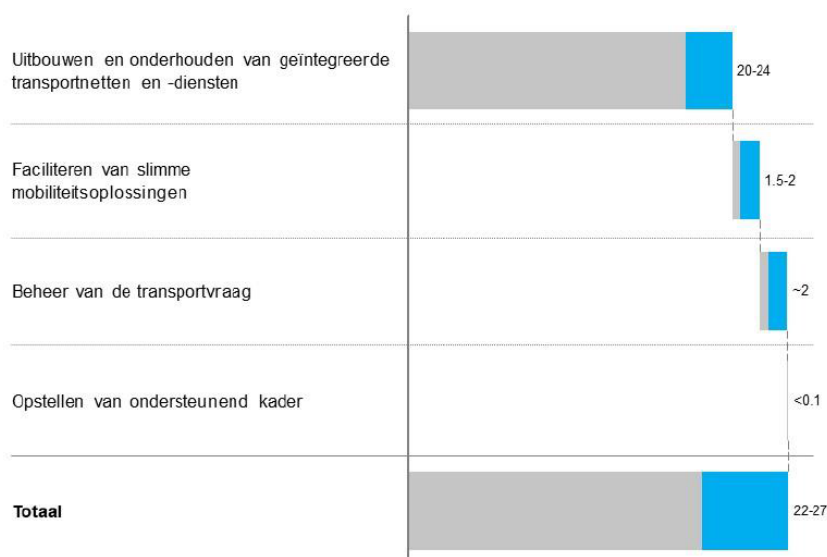 Uitbouwen en onderhouden van geïntegreerde
transportnetten en -diensten
20-24
Faciliteren van slimme
mobiliteitsoplossingen
1.5-2
Beheer van de transportvraag
~2
Opstellen van ondersteunend kader
<0.1
Totaal
22-27